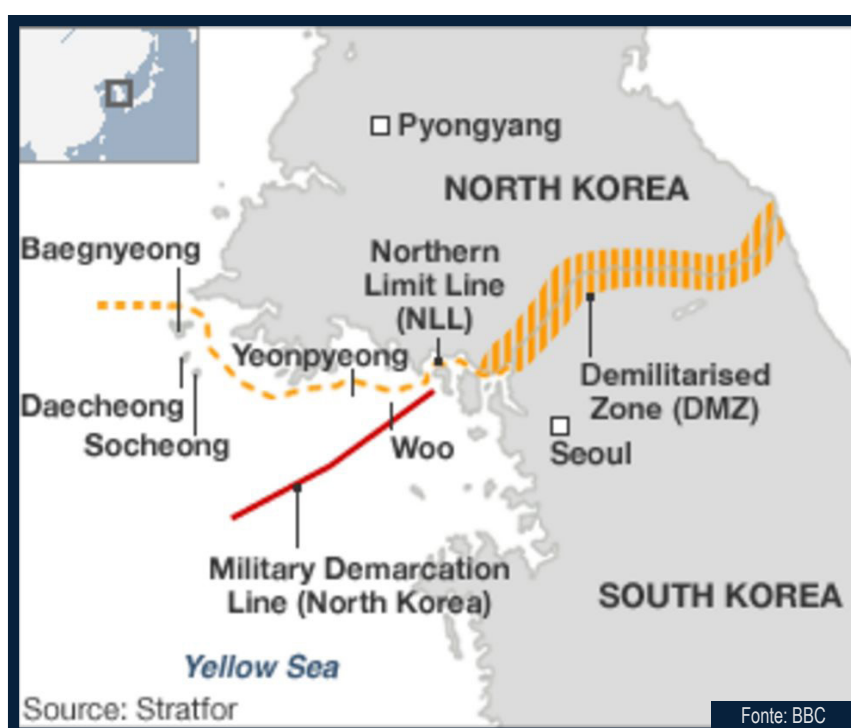 Pyongyang
NORTH KOREA
Baegnyeong
Northern
Limit Line
(NLL)
Yeonpyeong
Demilitarised
Zone (DMZ)
Daecheong
Socheong
Woo
Seoul
Military Demarcation
Line (North Korea)
SOUTH KOREA
Yellow Sea
Source: Stratfor
Fonte: BBC